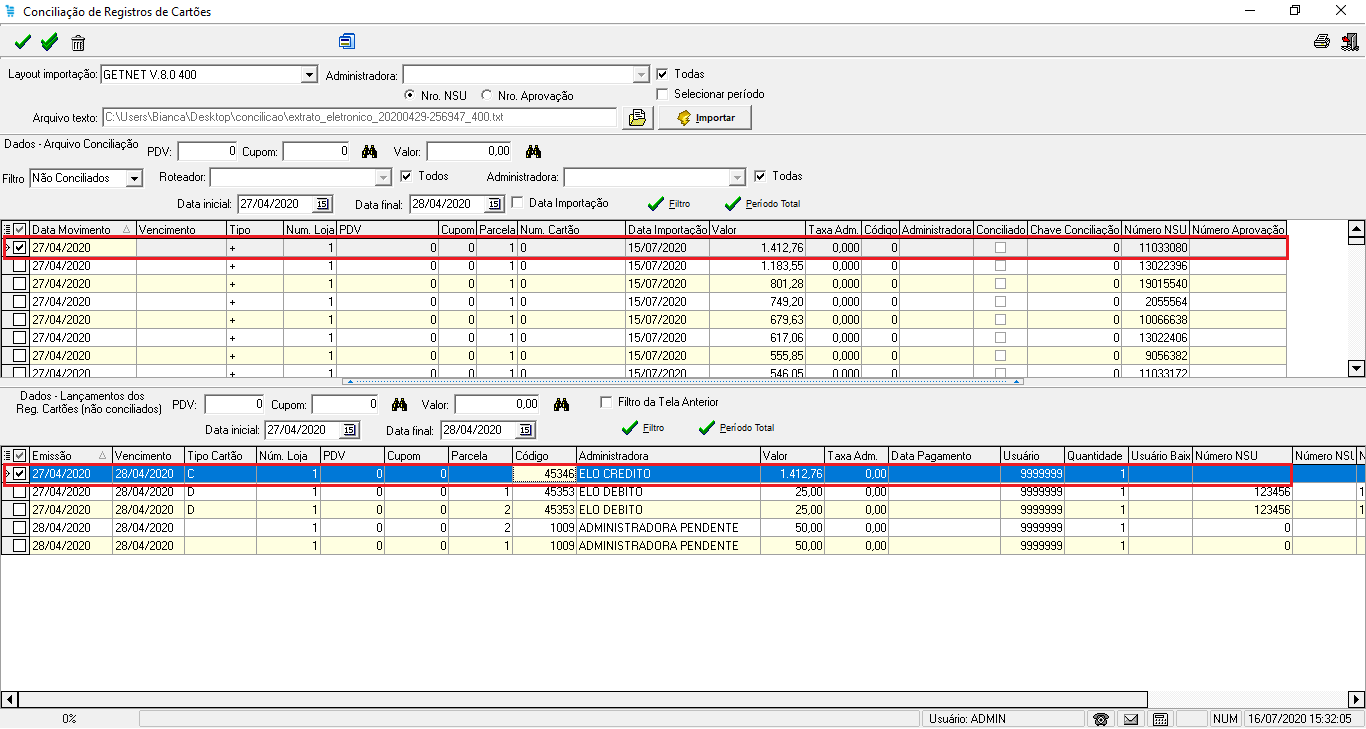 Conciliação de Registros de Cartões
Layout importação: GETNET V.8.0 400 Administradora: Todas
Nro. NSU Nro. Aprovação Selecionar período
Arquivo texto: C:\Users\Bianca\Desktop\concilicao\extrato_eletronico_20200429-256947_400.txt Importar
Dados - Arquivo Conciliação PDV: 0 Cupom: 0 Valor: 0,00
Filtro Não Conciliados Roteador: Todos Administradora: Todas
Data inicial: 27/04/2020 15 Data final: 28/04/2020 15 Data Importação Filtro Período Total
Data Movimento Vencimento Tipo Num. Loja PDV Cupom Parcela Num. Cartão Data Importação Valor Taxa Adm. Código Administradora Conciliado Chave Conciliação Número NSU Número Aprovação
27/04/2020 + 1 0 0 1 0 15/07/2020 1.412,76 0,000 0 0 11033080
27/04/2020 + 1 0 0 1 0 15/07/2020 1.183,55 0,000 0 0 13022396
27/04/2020 + 1 0 0 1 0 15/07/2020 801,28 0,000 0 0 19015540
27/04/2020 + 1 0 0 1 0 15/07/2020 749,20 0,000 0 0 2055564
27/04/2020 + 1 0 0 1 0 15/07/2020 679,63 0,000 0 0 10066638
27/04/2020 + 1 0 0 1 0 15/07/2020 617,06 0,000 0 0 13022406
27/04/2020 + 1 0 0 1 0 15/07/2020 555,85 0,000 0 0 9056382
27/04/2020 + 1 0 0 1 0 15/07/2020 546,05 0,000 0 0 11033172
Dados - Lançamentos dos
Reg. Cartões (não conciliados) PDV: 0 Cupom: 0 Valor: 0,00 Filtro da Tela Anterior
Data inicial: 27/04/2020 15 Data final: 28/04/2020 15 Filtro Período Total
Emissão Vencimento Tipo Cartão Núm. Loja PDV Cupom Parcela Código Administradora Valor Taxa Adm. Data Pagamento Usuário Quantidade Usuário Baix Número NSU Número NSU N
27/04/2020 28/04/2020 C 1 0 0 45346 ELO CREDITO 1.412,76 0,00 9999999 1
27/04/2020 28/04/2020 D 1 0 0 1 45353 ELO DEBITO 25,00 0,00 9999999 1 123456 1
27/04/2020 28/04/2020 D 1 0 0 2 45353 ELO DEBITO 25,00 0,00 9999999 1 123456 1
28/04/2020 28/04/2020 1 0 0 2 1009 ADMINISTRADORA PENDENTE 50,00 0,00 9999999 1 0
28/04/2020 28/04/2020 1 0 0 1 1009 ADMINISTRADORA PENDENTE 50,00 0,00 9999999 1 0
0% Usuário: ADMIN NUM 16/07/2020 15:32:05